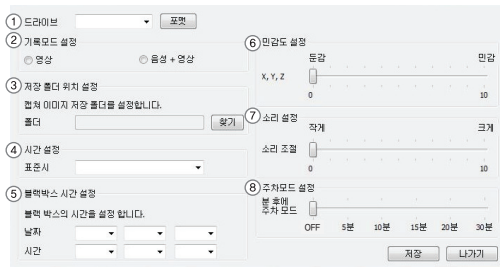 ① 드라이브 포맷
② 기록모드 설정
영상 음성 + 영상
③ 저장 폴더 위치 설정
캡쳐 이미지 저장 폴더를 설정합니다.
폴더 찾기
④ 시간 설정
표준시
⑤ 블랙박스 시간 설정
블랙 박스의 시간을 설정 합니다.
날짜
시간
⑥ 민감도 설정
둔감 민감
X, Y, Z
0 10
⑦ 소리 설정
작게 크게
소리 조절
0 10
⑧ 주차모드 설정
분 후에
주차 모드
OFF 5분 10분 15분 20분 30분
저장 나가기